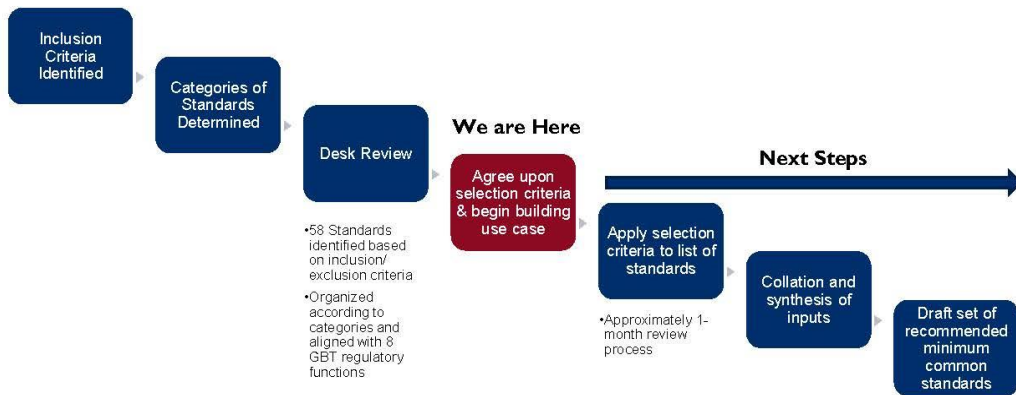 Inclusion
Criteria
Identified
Categories of
Standards
Determined
Desk Review
•58 Standards
identified based
on inclusion/
exclusion criteria
•Organized
according to
categories and
aligned with 8
GBT regulatory
functions
We are Here
Agree upon
selection criteria
& begin building
use case
Next Steps
Apply selection
criteria to list of
standards
•Approximately 1-
month review
process
Collation and
synthesis of
inputs
Draft set of
recommended
minimum
common
standards